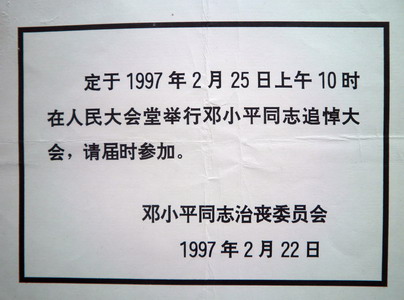 定于1997年2月25日上午10时
在人民大会堂举行邓小平同志追悼大
会，请届时参加。
邓小平同志治丧委员会
1997年2月22日